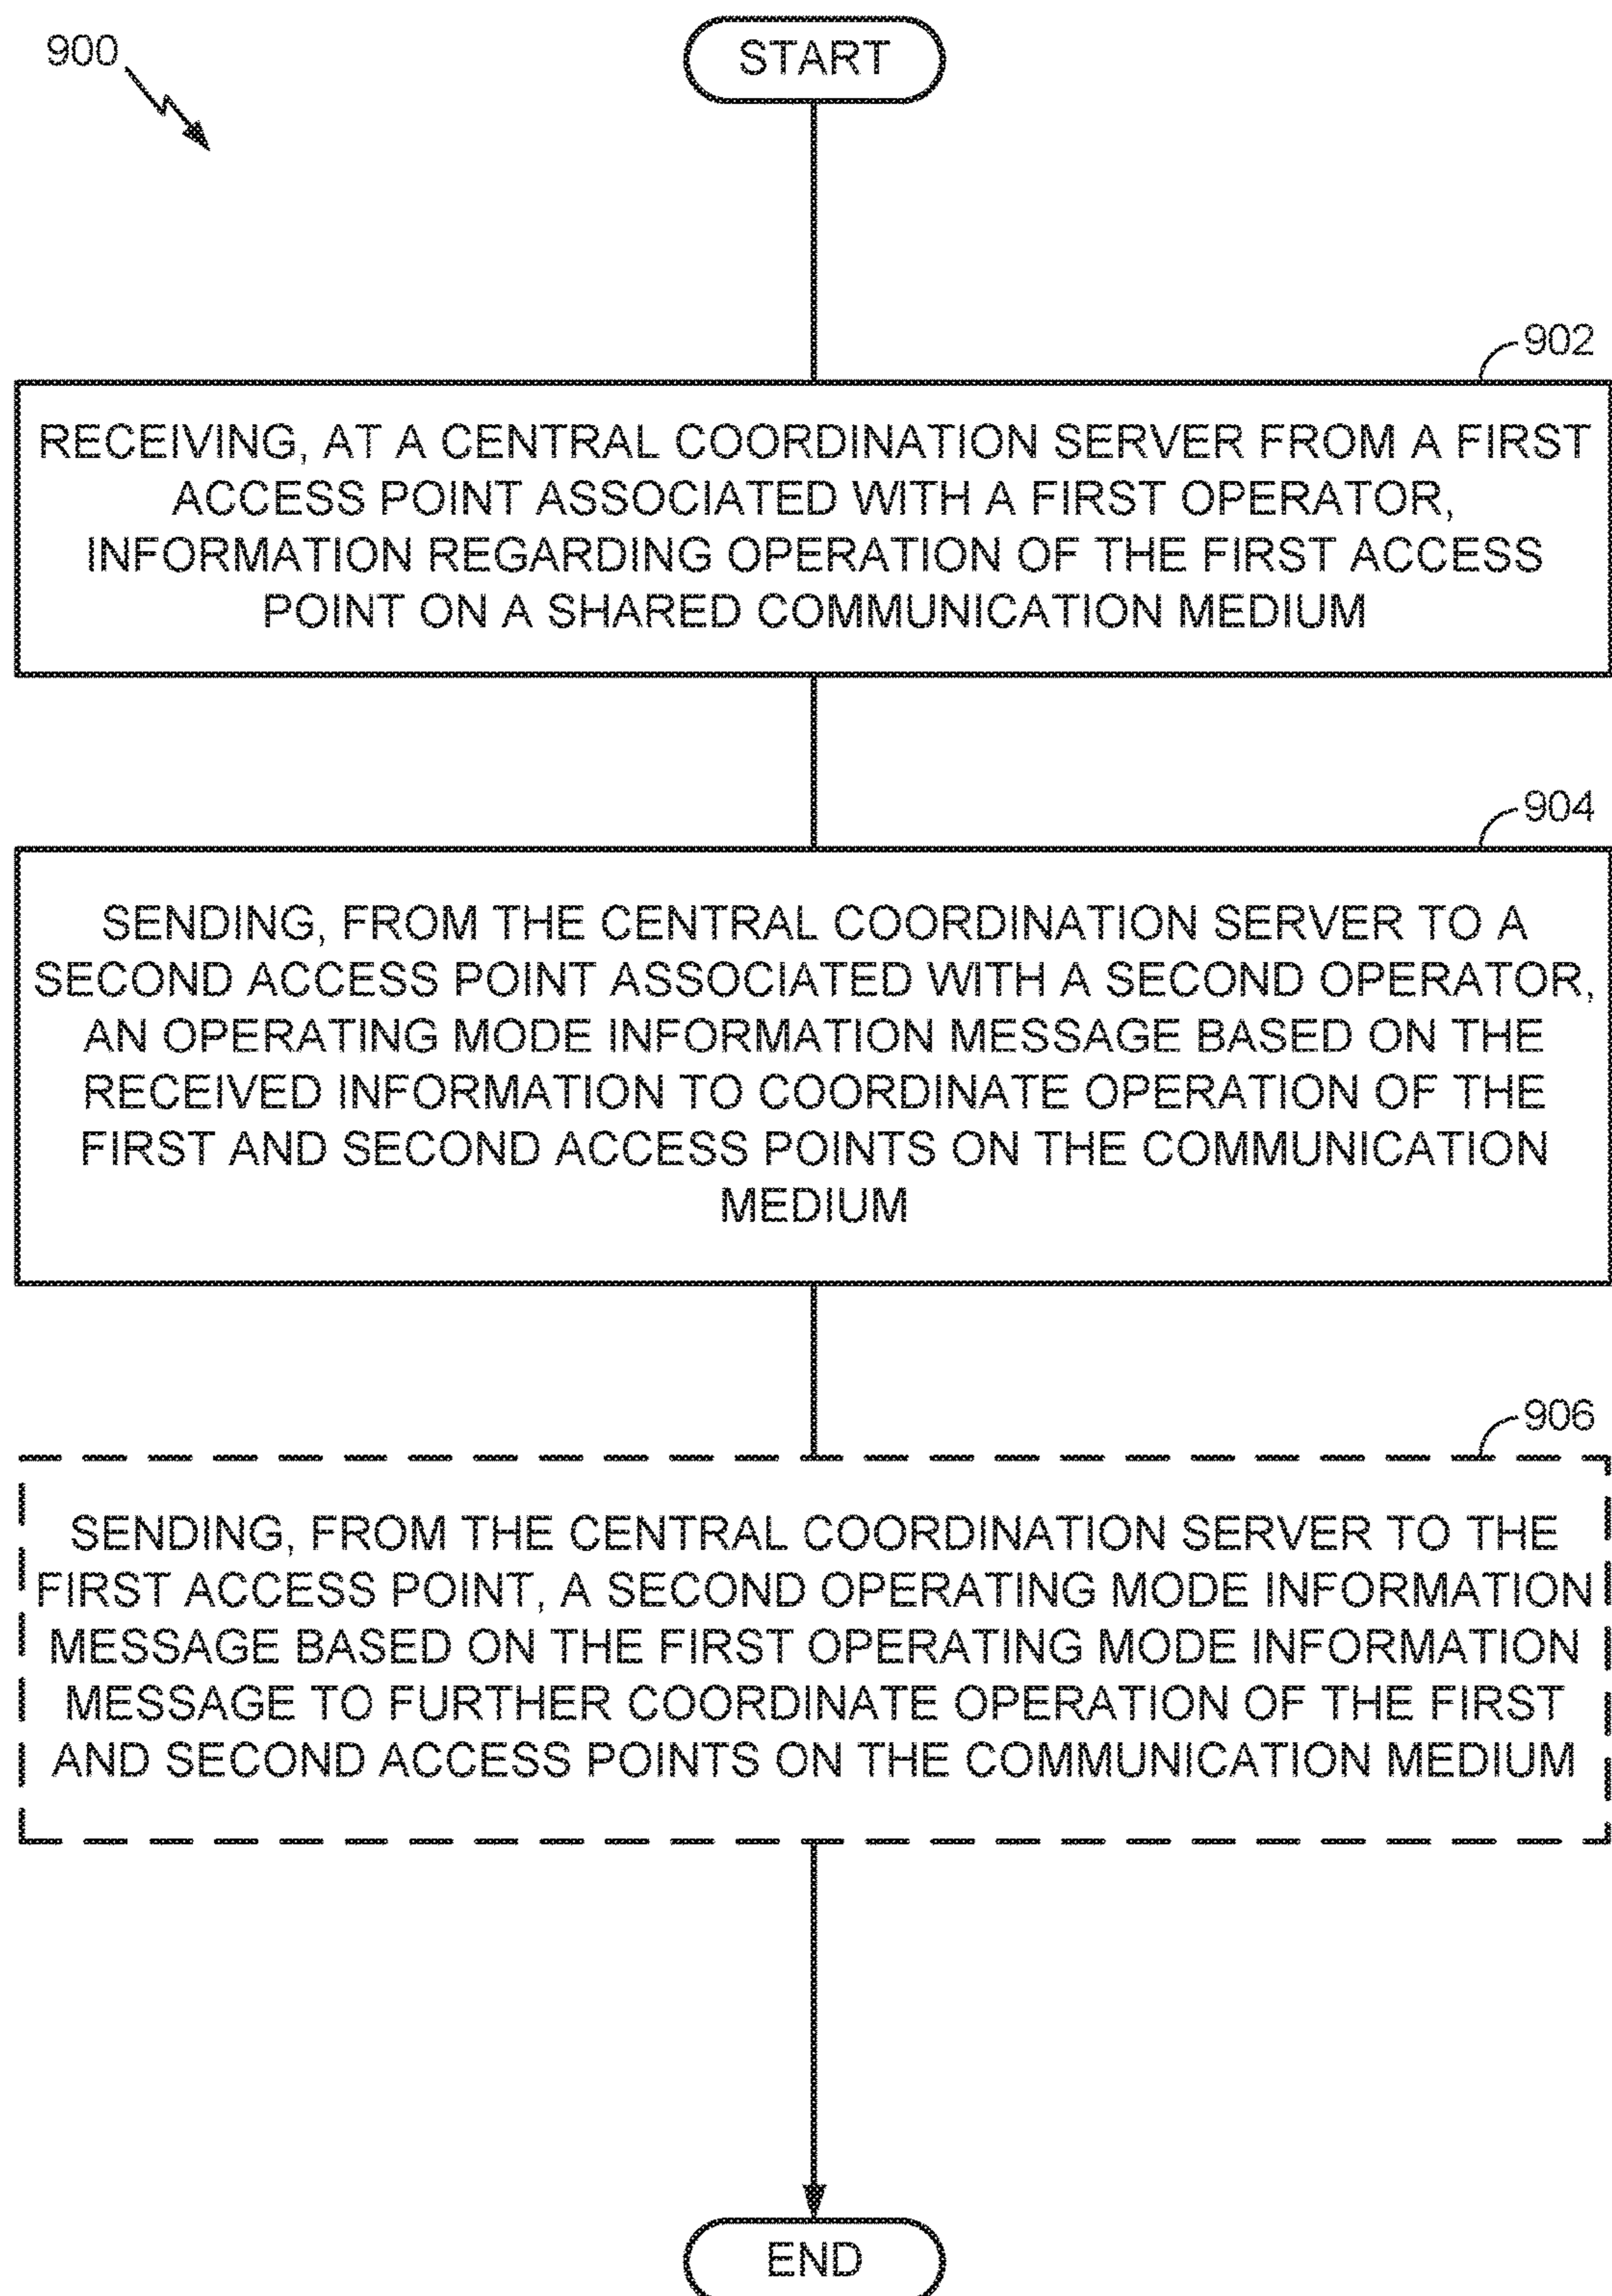 900
START
902
RECEIVING, AT A CENTRAL COORDINATION SERVER FROM A FIRST
ACCESS POINT ASSOCIATED WITH A FIRST OPERATOR,
INFORMATION REGARDING OPERATION OF THE FIRST ACCESS
POINT ON A SHARED COMMUNICATION MEDIUM
904
SENDING, FROM THE CENTRAL COORDINATION SERVER TO A
SECOND ACCESS POINT ASSOCIATED WITH A SECOND OPERATOR,
AN OPERATING MODE INFORMATION MESSAGE BASED ON THE
RECEIVED INFORMATION TO COORDINATE OPERATION OF THE
FIRST AND SECOND ACCESS POINTS ON THE COMMUNICATION
MEDIUM
906
SENDING, FROM THE CENTRAL COORDINATION SERVER TO THE
FIRST ACCESS POINT, A SECOND OPERATING MODE INFORMATION
MESSAGE BASED ON THE FIRST OPERATING MODE INFORMATION
MESSAGE TO FURTHER COORDINATE OPERATION OF THE FIRST
AND SECOND ACCESS POINTS ON THE COMMUNICATION MEDIUM
END